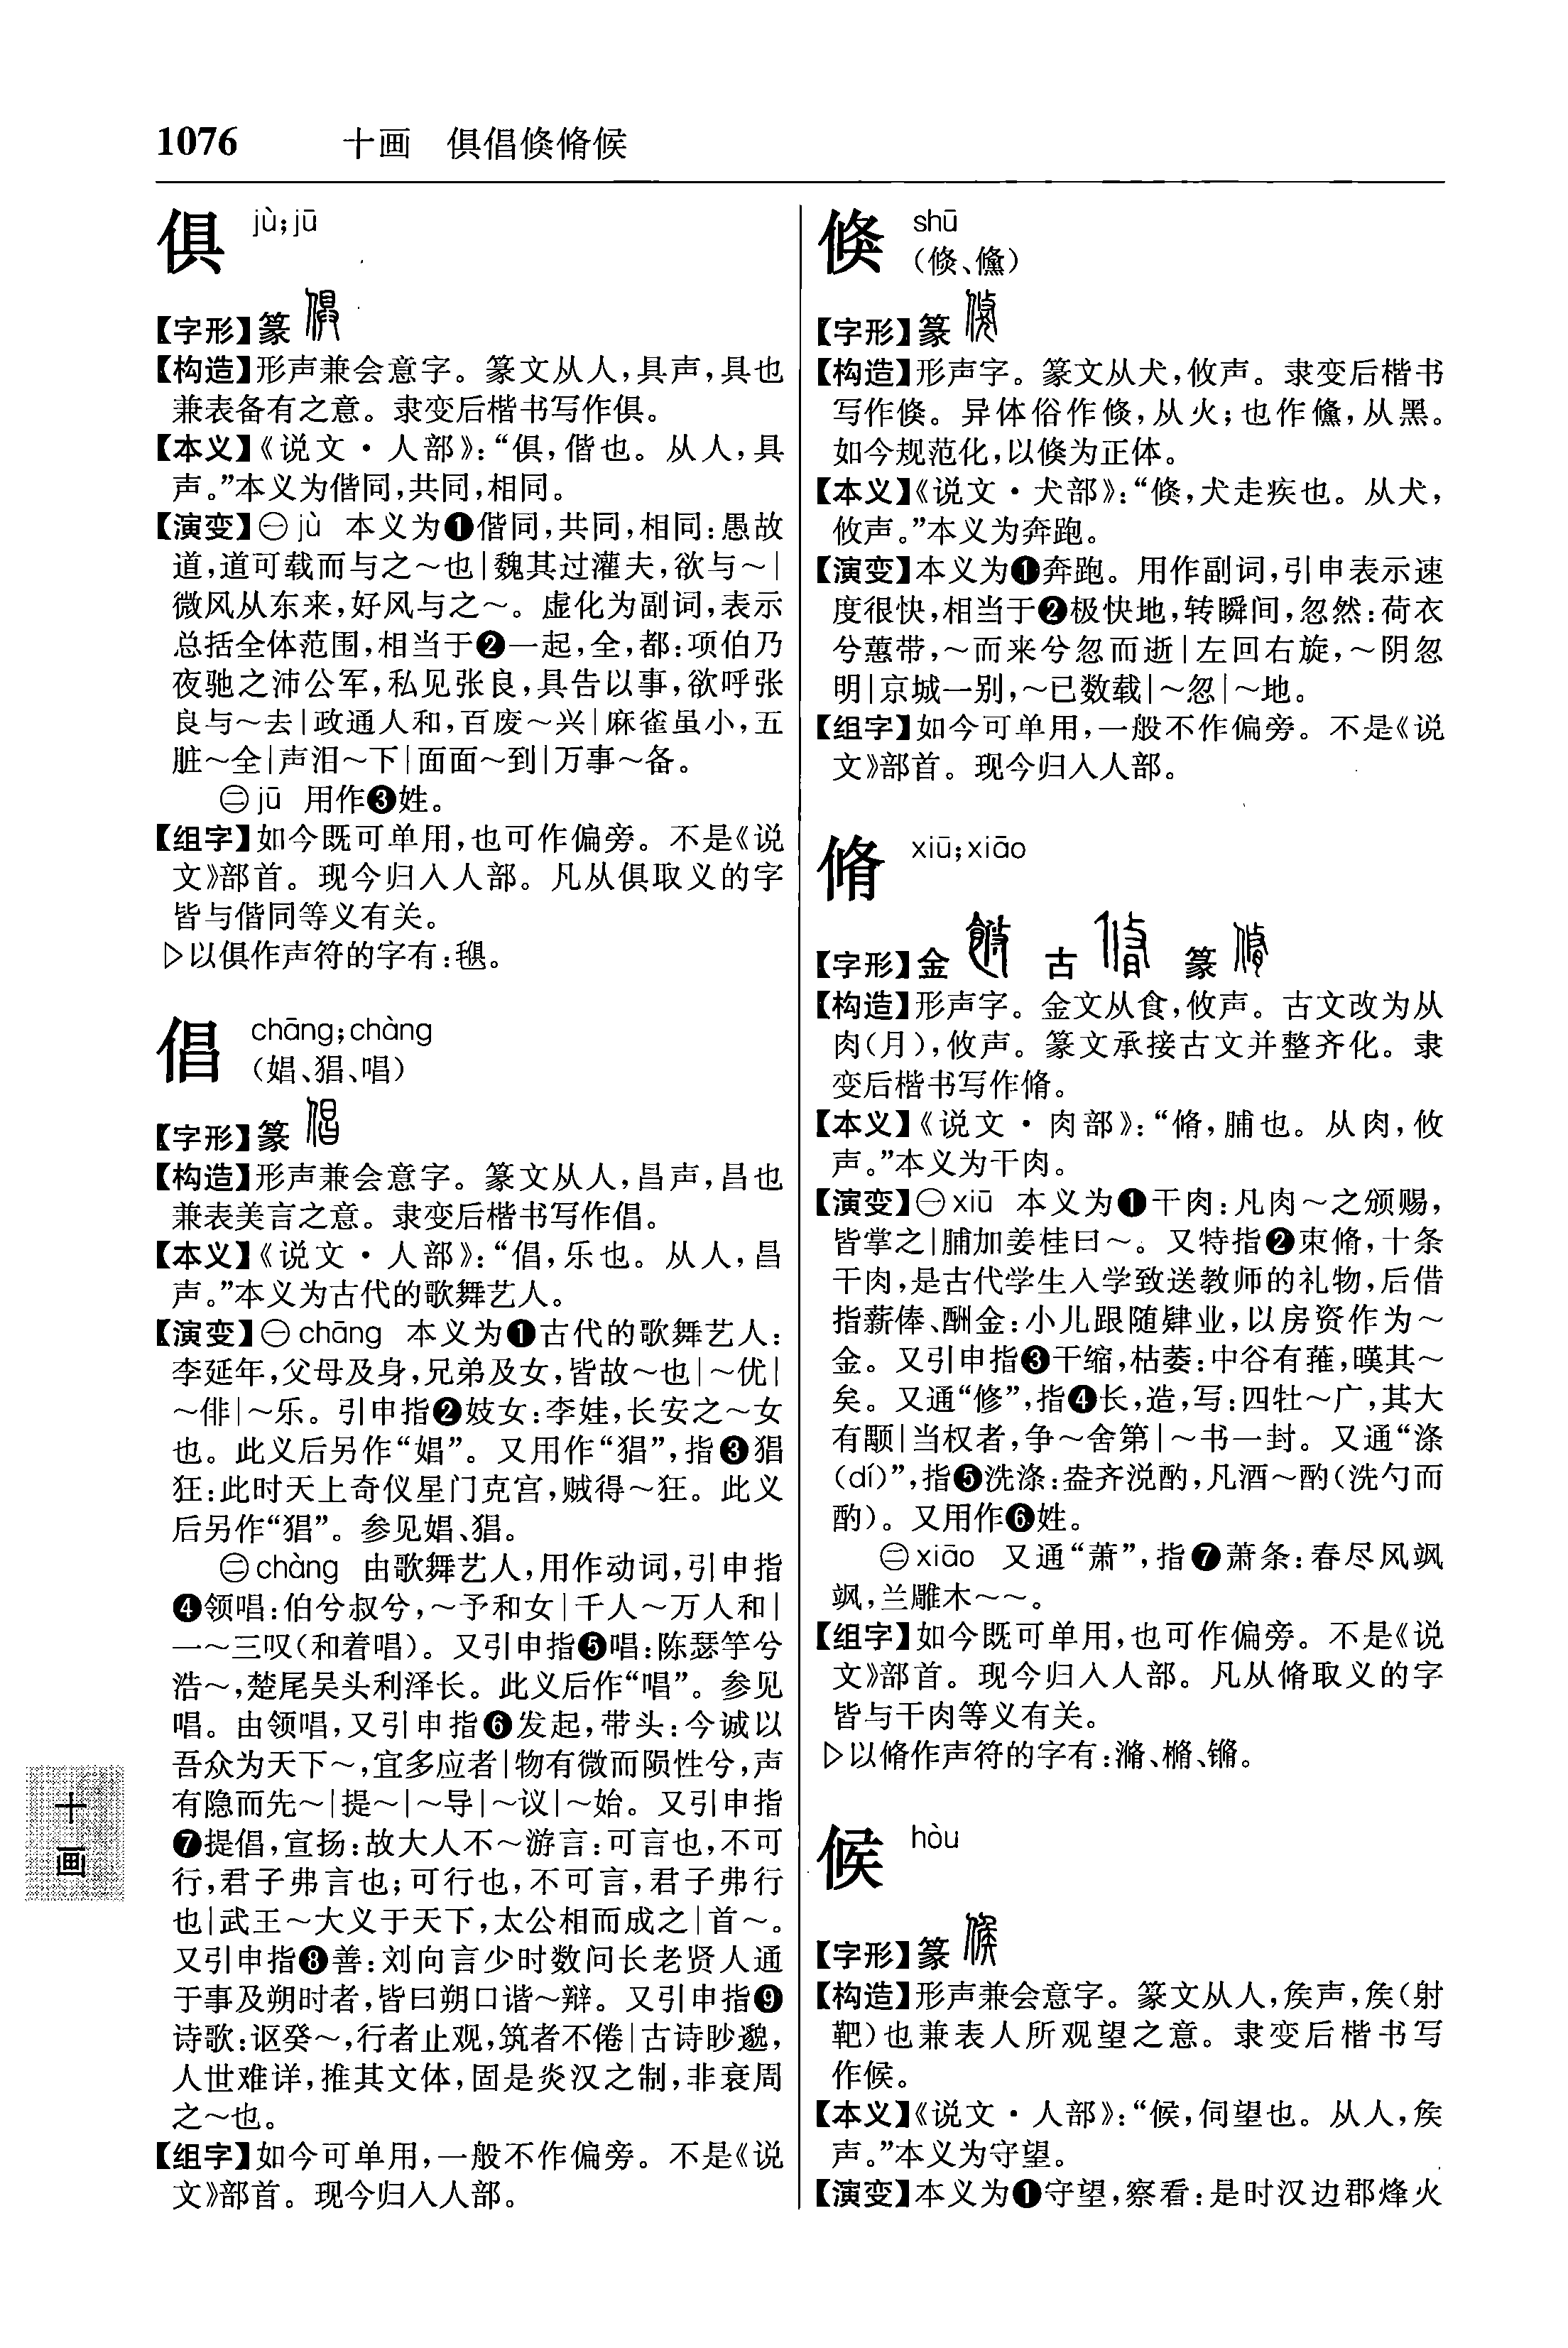 1076 十画 俱倡倏脩候
俱 jù;jū
【字形】篆
【构造】形声兼会意字。篆文从人,具声,具也
兼表备有之意。隶变后楷书写作俱。
【本义】《说文·人部》:“俱,偕也。从人,具
声。”本义为偕同,共同,相同。
【演变】㊀jù 本义为❶偕同,共同,相同:愚故
道,道可载而与之～也|魏其过灌夫,欲与～|
微风从东来,好风与之～。虚化为副词,表示
总括全体范围,相当于❷一起,全,都:项伯乃
夜驰之沛公军,私见张良,具告以事,欲呼张
良与～去|政通人和,百废～兴|麻雀虽小,五
脏～全|声泪～下|面面～到|万事～备。
㊁jū 用作❸姓。
【组字】如今既可单用,也可作偏旁。不是《说
文》部首。现今归入人部。凡从俱取义的字
皆与偕同等义有关。
▷以俱作声符的字有:毱。
倡 chāng;chàng
(娼、猖、唱)
【字形】篆
【构造】形声兼会意字。篆文从人,昌声,昌也
兼表美言之意。隶变后楷书写作倡。
【本义】《说文·人部》:“倡,乐也。从人,昌
声。”本义为古代的歌舞艺人。
【演变】㊀chāng 本义为❶古代的歌舞艺人:
李延年,父母及身,兄弟及女,皆故～也|～优|
～俳|～乐。引申指❷妓女:李娃,长安之～女
也。此义后另作“娼”。又用作“猖”,指❸猖
狂:此时天上奇仪星门克宫,贼得～狂。此义
后另作“猖”。参见娼、猖。
㊁chàng 由歌舞艺人,用作动词,引申指
❹领唱:伯兮叔兮,～予和女|千人～万人和|
一～三叹(和着唱)。又引申指❺唱:陈瑟竽兮
浩～,楚尾吴头利泽长。此义后作“唱”。参见
唱。由领唱,又引申指❻发起,带头:今诚以
吾众为天下～,宜多应者|物有微而陨性兮,声
有隐而先～|提～|～导|～议|～始。又引申指
❼提倡,宣扬:故大人不～游言:可言也,不可
行,君子弗言也;可行也,不可言,君子弗行
也|武王～大义于天下,太公相而成之|首～。
又引申指❽善:刘向言少时数问长老贤人通
于事及朔时者,皆曰朔口谐～辩。又引申指❾
诗歌:讴癸～,行者止观,筑者不倦|古诗眇邈,
人世难详,推其文体,固是炎汉之制,非衰周
之～也。
【组字】如今可单用,一般不作偏旁。不是《说
文》部首。现今归入人部。
倏 shū
(倐、儵)
【字形】篆
【构造】形声字。篆文从犬,攸声。隶变后楷书
写作倏。异体俗作倐,从火;也作儵,从黑。
如今规范化,以倏为正体。
【本义】《说文·犬部》:“倏,犬走疾也。从犬,
攸声。”本义为奔跑。
【演变】本义为❶奔跑。用作副词,引申表示速
度很快,相当于❷极快地,转瞬间,忽然:荷衣
兮蕙带,～而来兮忽而逝|左回右旋,～阴忽
明|京城一别,～已数载|～忽|～地。
【组字】如今可单用,一般不作偏旁。不是《说
文》部首。现今归入人部。
脩 xiū;xiāo
【字形】金 古 篆
【构造】形声字。金文从食,攸声。古文改为从
肉(月),攸声。篆文承接古文并整齐化。隶
变后楷书写作脩。
【本义】《说文·肉部》:“脩,脯也。从肉,攸
声。”本义为干肉。
【演变】㊀xiū 本义为❶干肉:凡肉～之颁赐,
皆掌之|脯加姜桂曰～。又特指❷束脩,十条
干肉,是古代学生入学致送教师的礼物,后借
指薪俸、酬金:小儿跟随肄业,以房资作为～
金。又引申指❸干缩,枯萎:中谷有蓷,暵其～
矣。又通“修”,指❹长,造,写:四牡～广,其大
有颙|当权者,争～舍第|～书一封。又通“涤
(dí)”,指❺洗涤:盎齐涚酌,凡酒～酌(洗勺而
酌)。又用作❻姓。
㊁xiāo 又通“萧”,指❼萧条:春尽风飒
飒,兰雕木～～。
【组字】如今既可单用,也可作偏旁。不是《说
文》部首。现今归入人部。凡从脩取义的字
皆与干肉等义有关。
▷以脩作声符的字有:滫、樇、䥢。
候 hòu
【字形】篆
【构造】形声兼会意字。篆文从人,矦声,矦(射
靶)也兼表人所观望之意。隶变后楷书写
作候。
【本义】《说文·人部》:“候,伺望也。从人,矦
声。”本义为守望。
【演变】本义为❶守望,察看:是时汉边郡烽火
十画